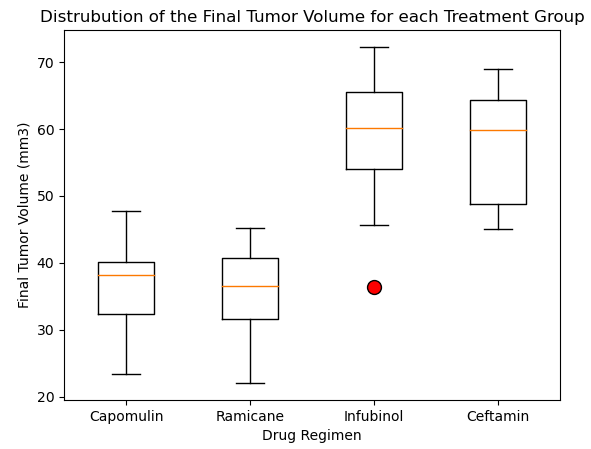 Distrubution of the Final Tumor Volume for each Treatment Group
Final Tumor Volume (mm3)
70
60
50
40
30
20
Capomulin Ramicane Infubinol Ceftamin
Drug Regimen